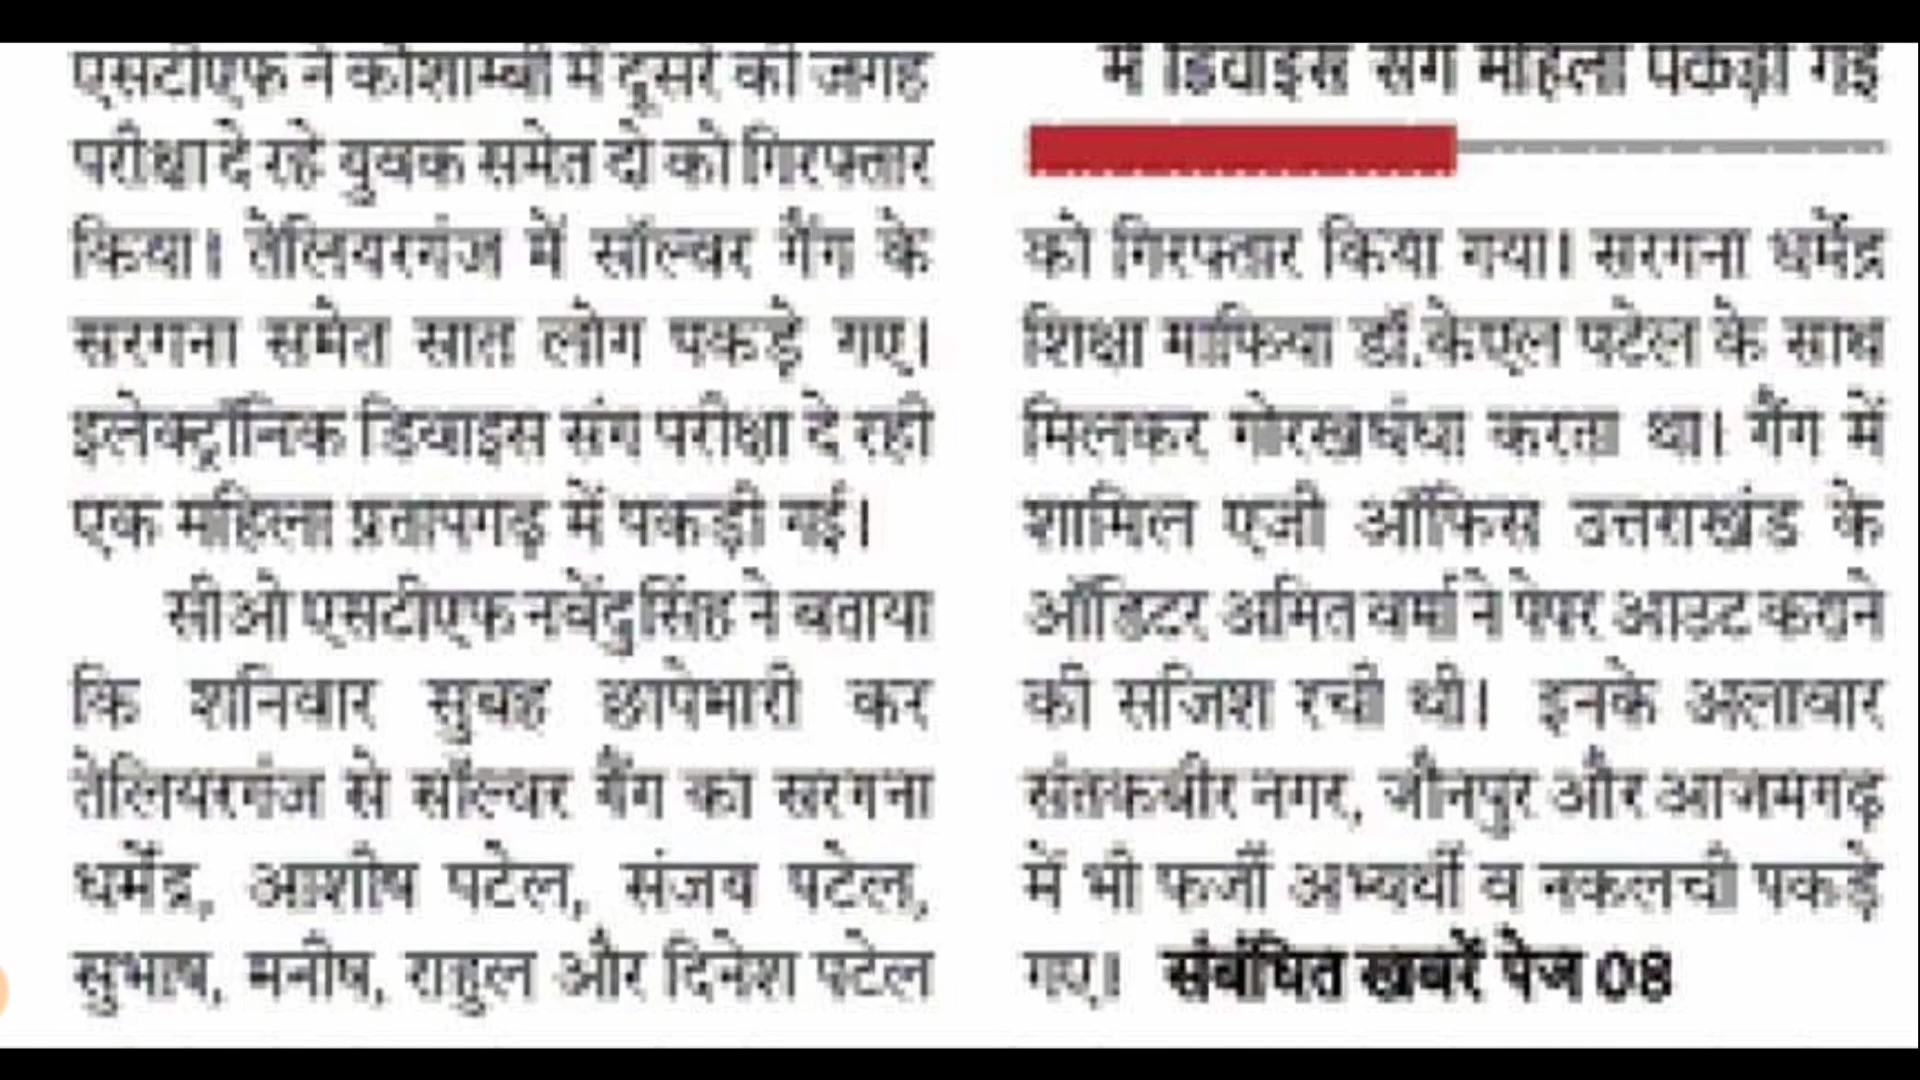 एसटीएफ ने कौशाम्बी में दूसरे की जगह
परीक्षा दे रहे युवक समेत दो को गिरफ्तार
किया। तेलियरगंज में सॉल्वर गैंग के
सरगना समेत सात लोग पकड़े गए।
इलेक्ट्रॉनिक डिवाइस संग परीक्षा दे रही
एक महिला प्रतापगढ़ में पकड़ी गई।
सीओ एसटीएफ नवेंदु सिंह ने बताया
कि शनिवार सुबह छापेमारी कर
तेलियरगंज से सॉल्वर गैंग का सरगना
धर्मेंद्र, आशीष पटेल, संजय पटेल,
सुभाष, मनीष, राहुल और दिनेश पटेल
में डिवाइस संग महिला पकड़ी गई
को गिरफ्तार किया गया। सरगना धर्मेंद्र
शिक्षा माफिया डॉ.केएल पटेल के साथ
मिलकर गोरखधंधा करता था। गैंग में
शामिल एजी ऑफिस उत्तराखंड के
ऑडिटर अमित वर्मा ने पेपर आउट कराने
की सजिश रची थी। इनके अलावार
संतकबीर नगर, जौनपुर और आजमगढ़
में भी फर्जी अभ्यर्थी व नकलची पकड़े
गए। संबंधित खबरें पेज 08